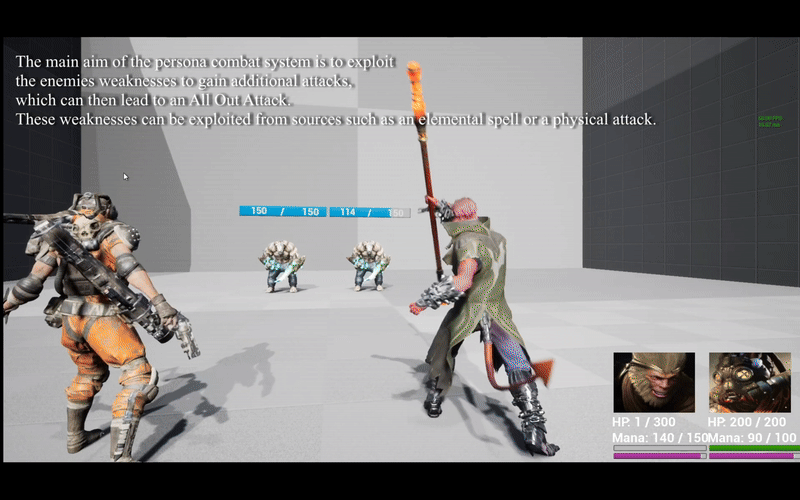 The main aim of the persona combat system is to exploit
the enemies weaknesses to gain additional attacks,
which can then lead to an All Out Attack.
These weaknesses can be exploited from sources such as an elemental spell or a physical attack.
150 / 150 114 / 150
HP: 1 / 300 HP: 200 / 200
Mana: 140 / 150 Mana: 90 / 100